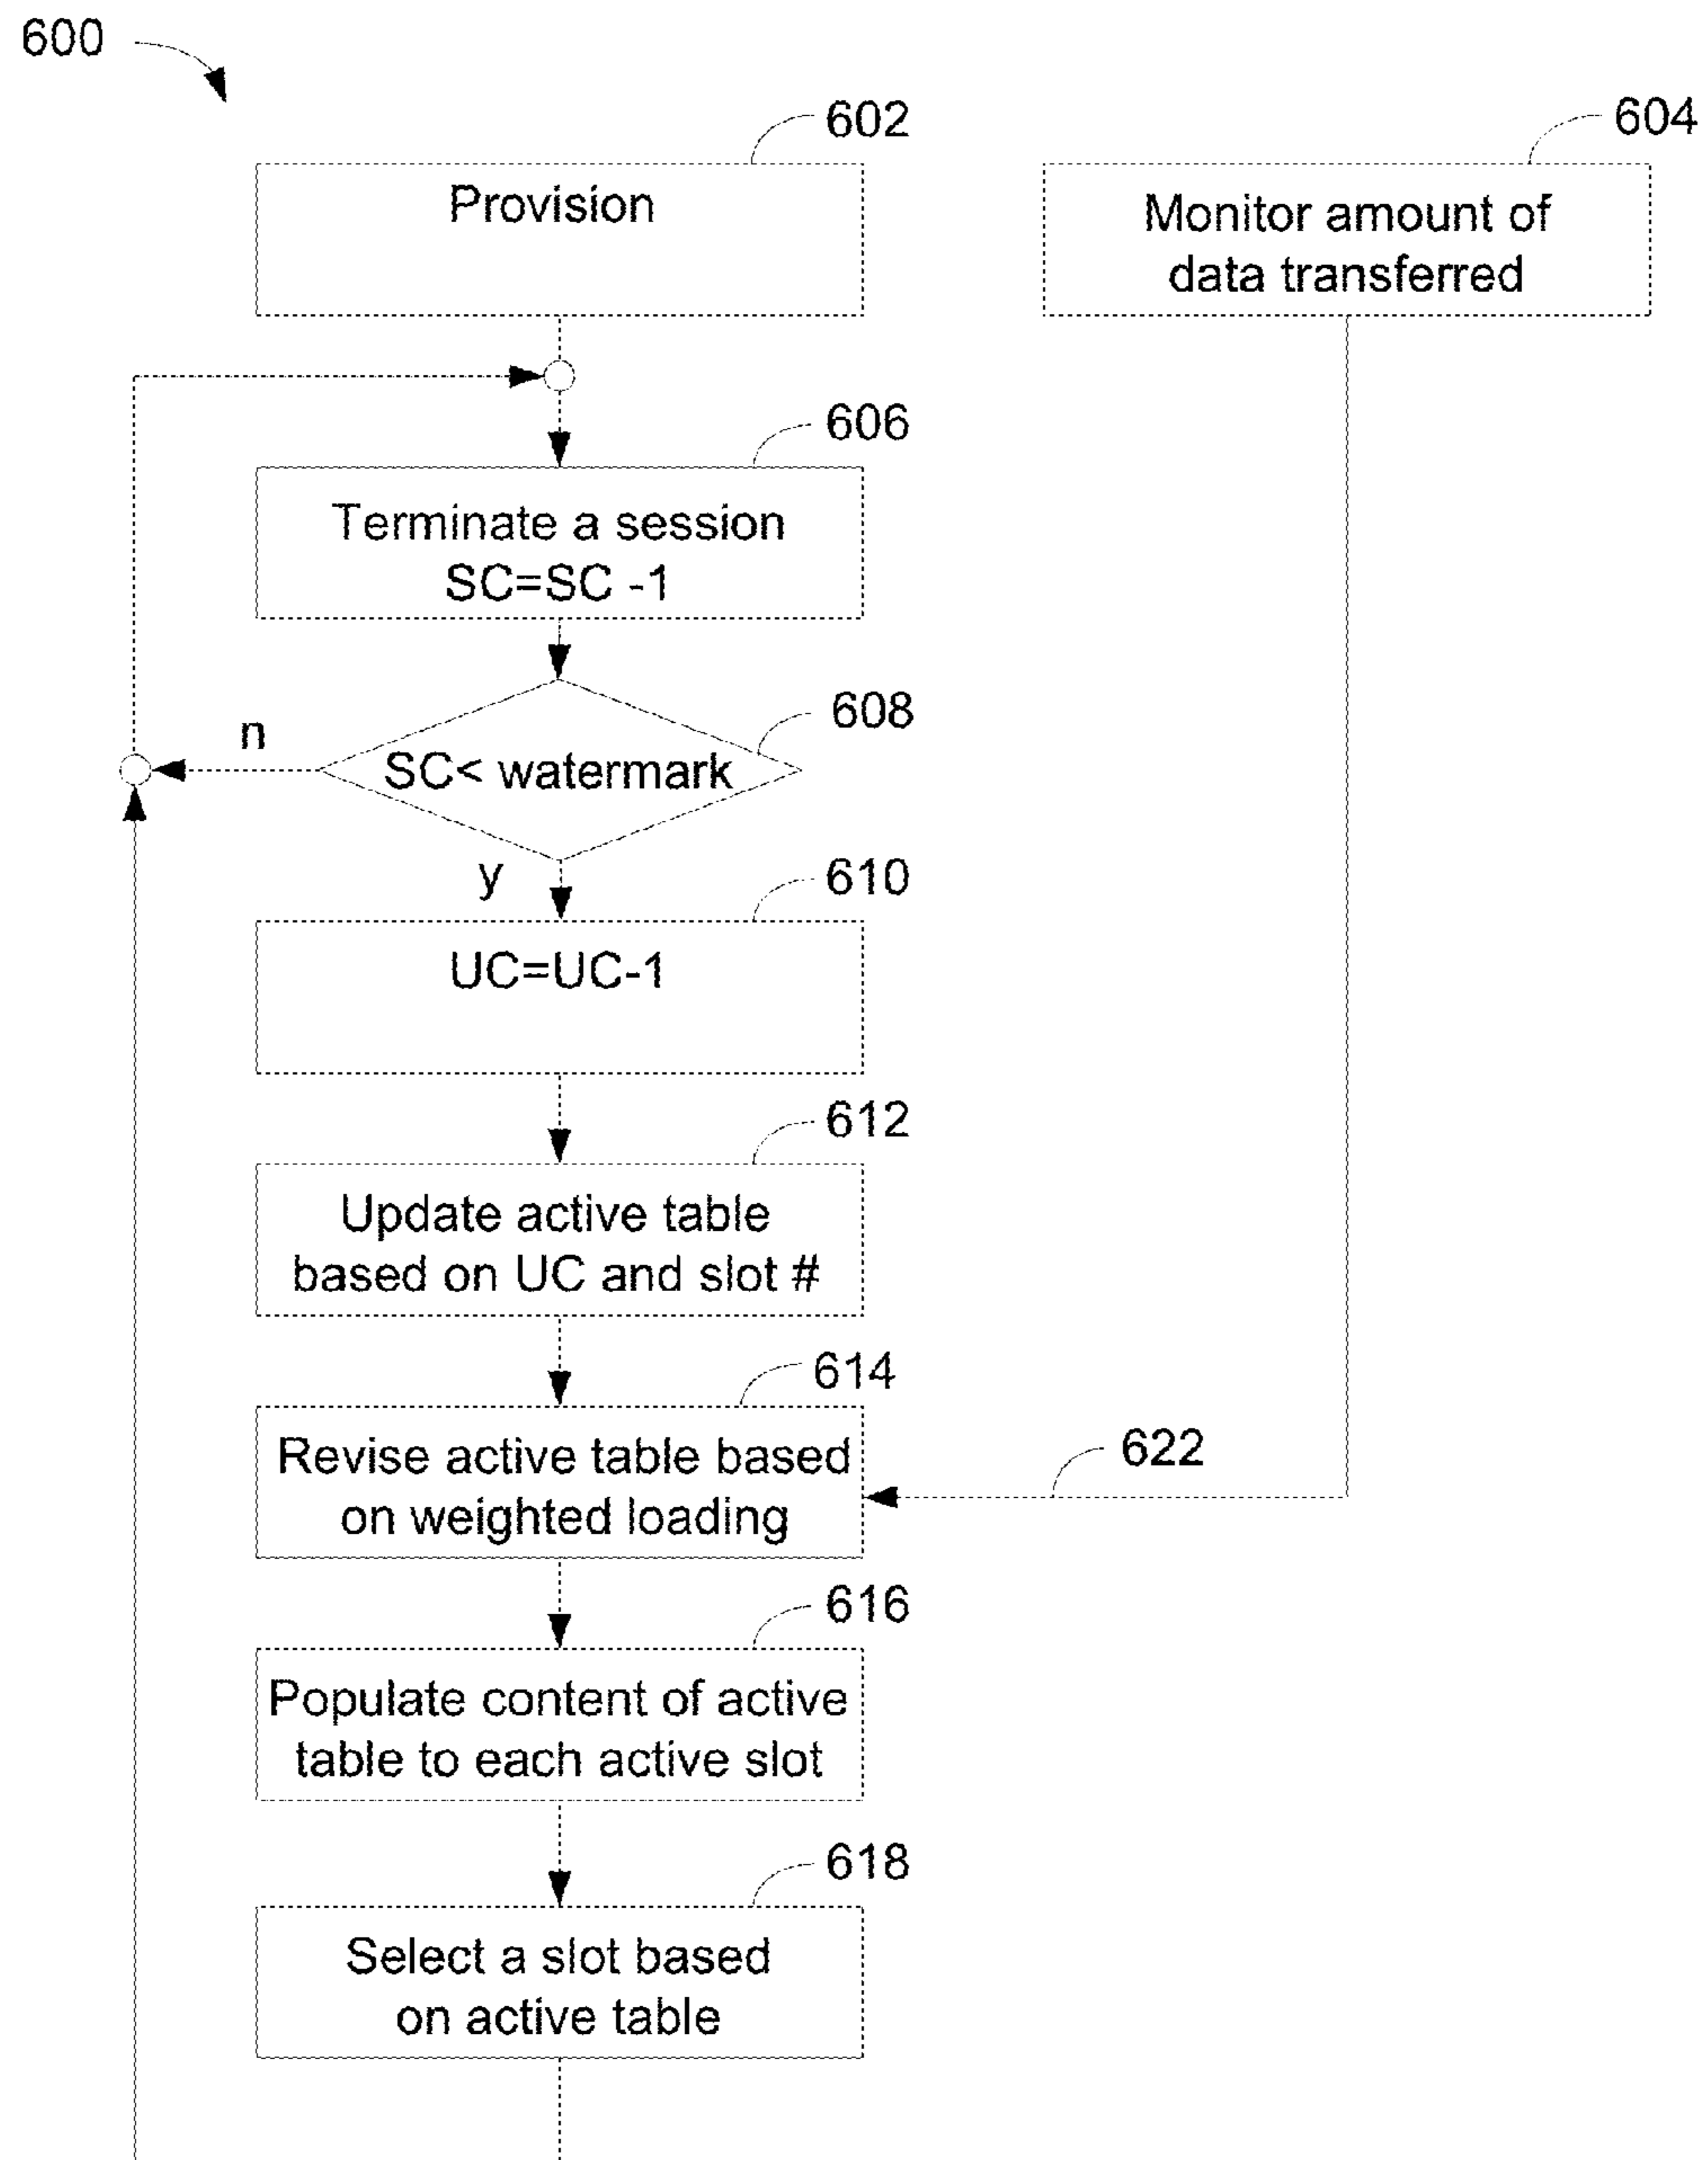 600
602
604
Provision
Monitor amount of
data transferred
606
Terminate a session
SC=SC -1
608
n
SC< watermark
y
610
UC=UC-1
612
Update active table
based on UC and slot #
614
Revise active table based
on weighted loading
622
616
Populate content of active
table to each active slot
618
Select a slot based
on active table